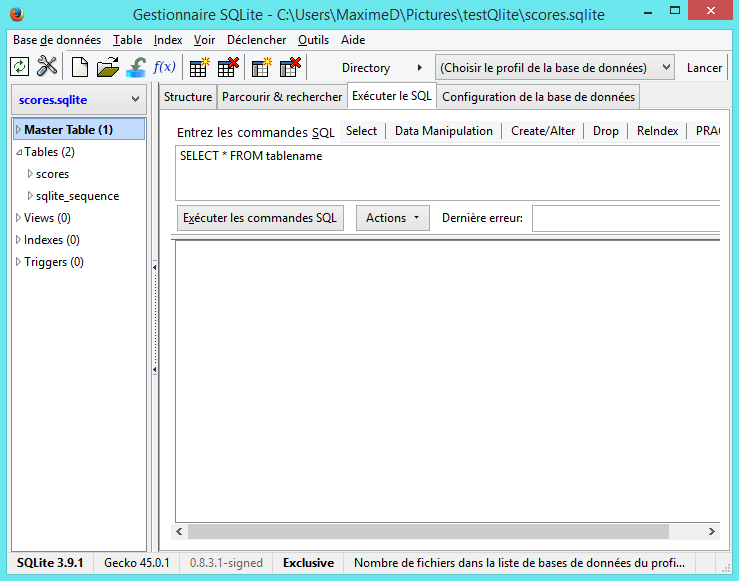 Gestionnaire SQLite - C:\Users\MaximeD\Pictures\testQlite\scores.sqlite
Base de données Table Index Voir Déclencher Outils Aide
f(x) Directory (Choisir le profil de la base de données) Lancer
scores.sqlite
Master Table (1)
Tables (2)
scores
sqlite_sequence
Views (0)
Indexes (0)
Triggers (0)
Structure Parcourir & rechercher Exécuter le SQL Configuration de la base de données
Entrez les commandes SQL Select Data Manipulation Create/Alter Drop ReIndex PRA
SELECT * FROM tablename
Exécuter les commandes SQL Actions Dernière erreur:
SQLite 3.9.1 Gecko 45.0.1 0.8.3.1-signed Exclusive Nombre de fichiers dans la liste de bases de données du profi...